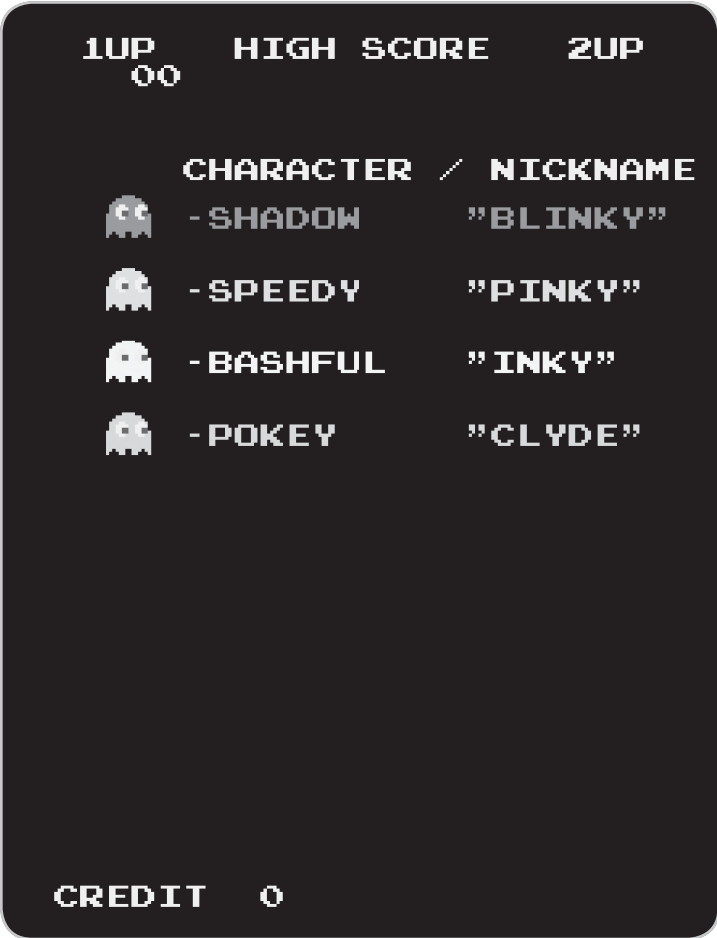 1UP HIGH SCORE 2UP
00
CHARACTER / NICKNAME
-SHADOW ”BLINKY”
-SPEEDY ”PINKY”
-BASHFUL ”INKY”
-POKEY ”CLYDE”
CREDIT 0